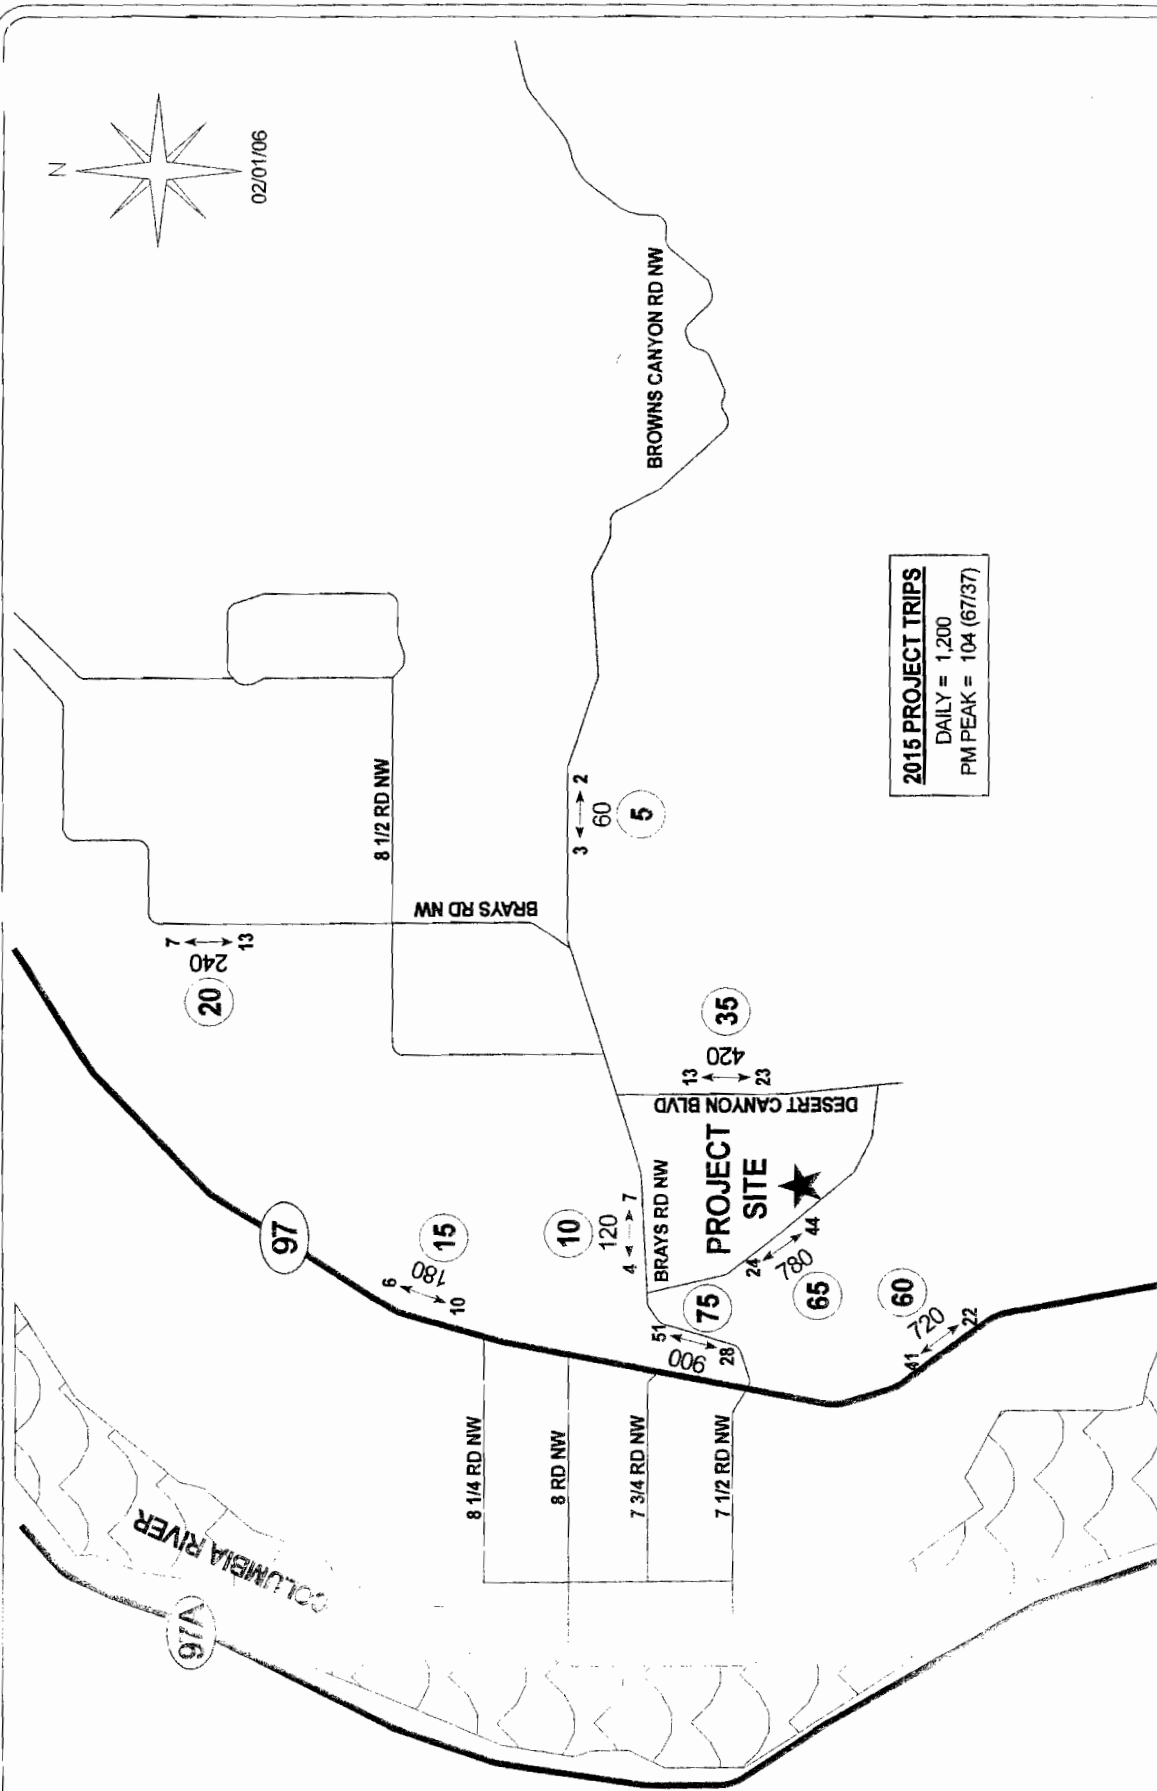 N
02/01/06
BROWNS CANYON RD NW
2015 PROJECT TRIPS
DAILY = 1,200
PM PEAK = 104 (67/37)
8 1/2 RD NW
BRAYS RD NW
7
240
13
20
3
2
60
5
97
6
180
10
15
10
120
4
7
BRAYS RD NW
13
420
23
35
DESERT CANYON BLVD
PROJECT
SITE
24
780
44
65
75
51
900
28
60
41
720
22
8 1/4 RD NW
8 RD NW
7 3/4 RD NW
7 1/2 RD NW
COLUMBIA RIVER
97A